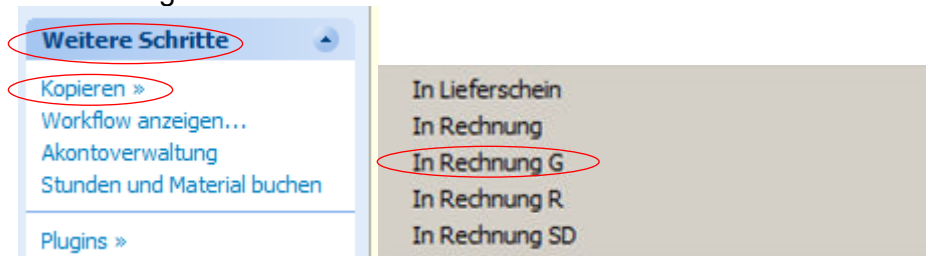 Weitere Schritte
Kopieren »
Workflow anzeigen...
Akontoverwaltung
Stunden und Material buchen
Plugins »
In Lieferschein
In Rechnung
In Rechnung G
In Rechnung R
In Rechnung SD